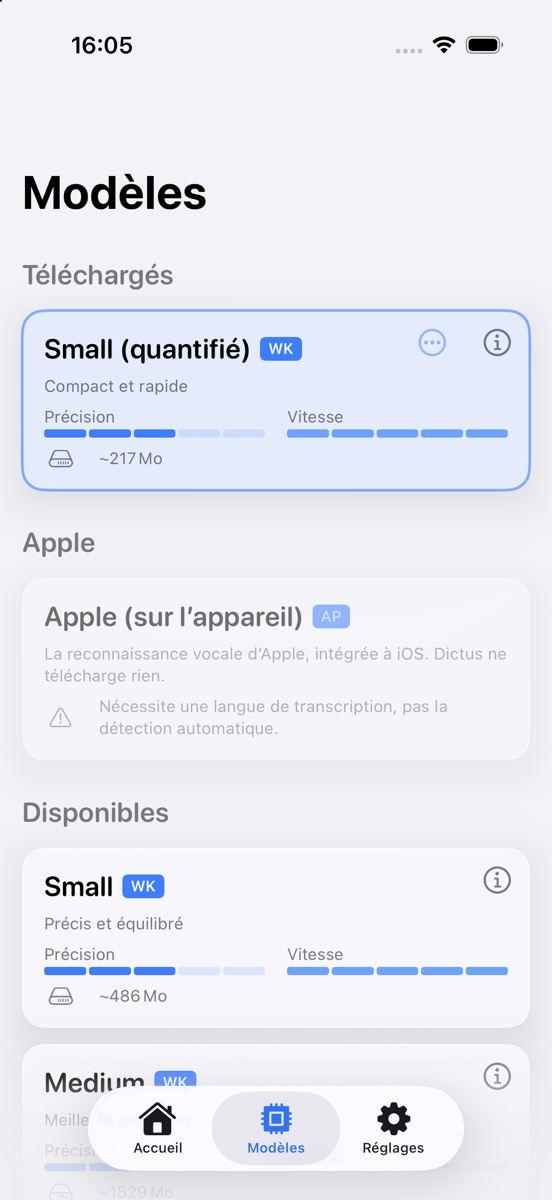 16:05
Modèles
Téléchargés
Small (quantifié) WK
Compact et rapide
Précision Vitesse
~217 Mo
Apple
Apple (sur l’appareil) AP
La reconnaissance vocale d’Apple, intégrée à iOS. Dictus ne
télécharge rien.
Nécessite une langue de transcription, pas la
détection automatique.
Disponibles
Small WK
Précis et équilibré
Précision Vitesse
~486 Mo
Medium WK
~1529 Mo
Accueil Modèles Réglages